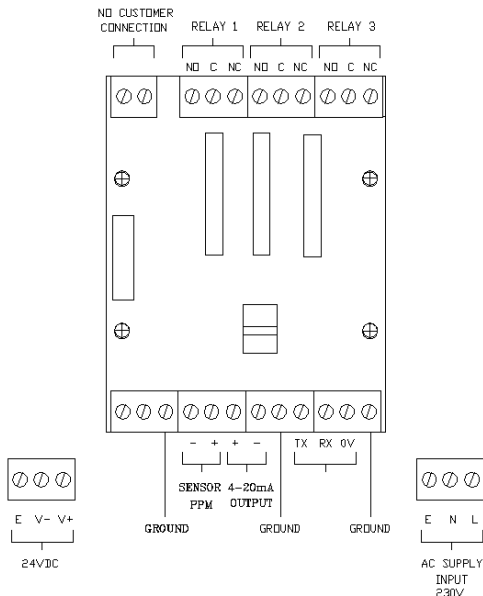 NO CUSTOMER
CONNECTION
RELAY 1
RELAY 2
RELAY 3
NO C NC
NO C NC
NO C NC
- + + -
TX RX 0V
SENSOR
PPM
4-20mA
OUTPUT
GROUND
GROUND
GROUND
E V- V+
24VDC
E N L
AC SUPPLY
INPUT
230V